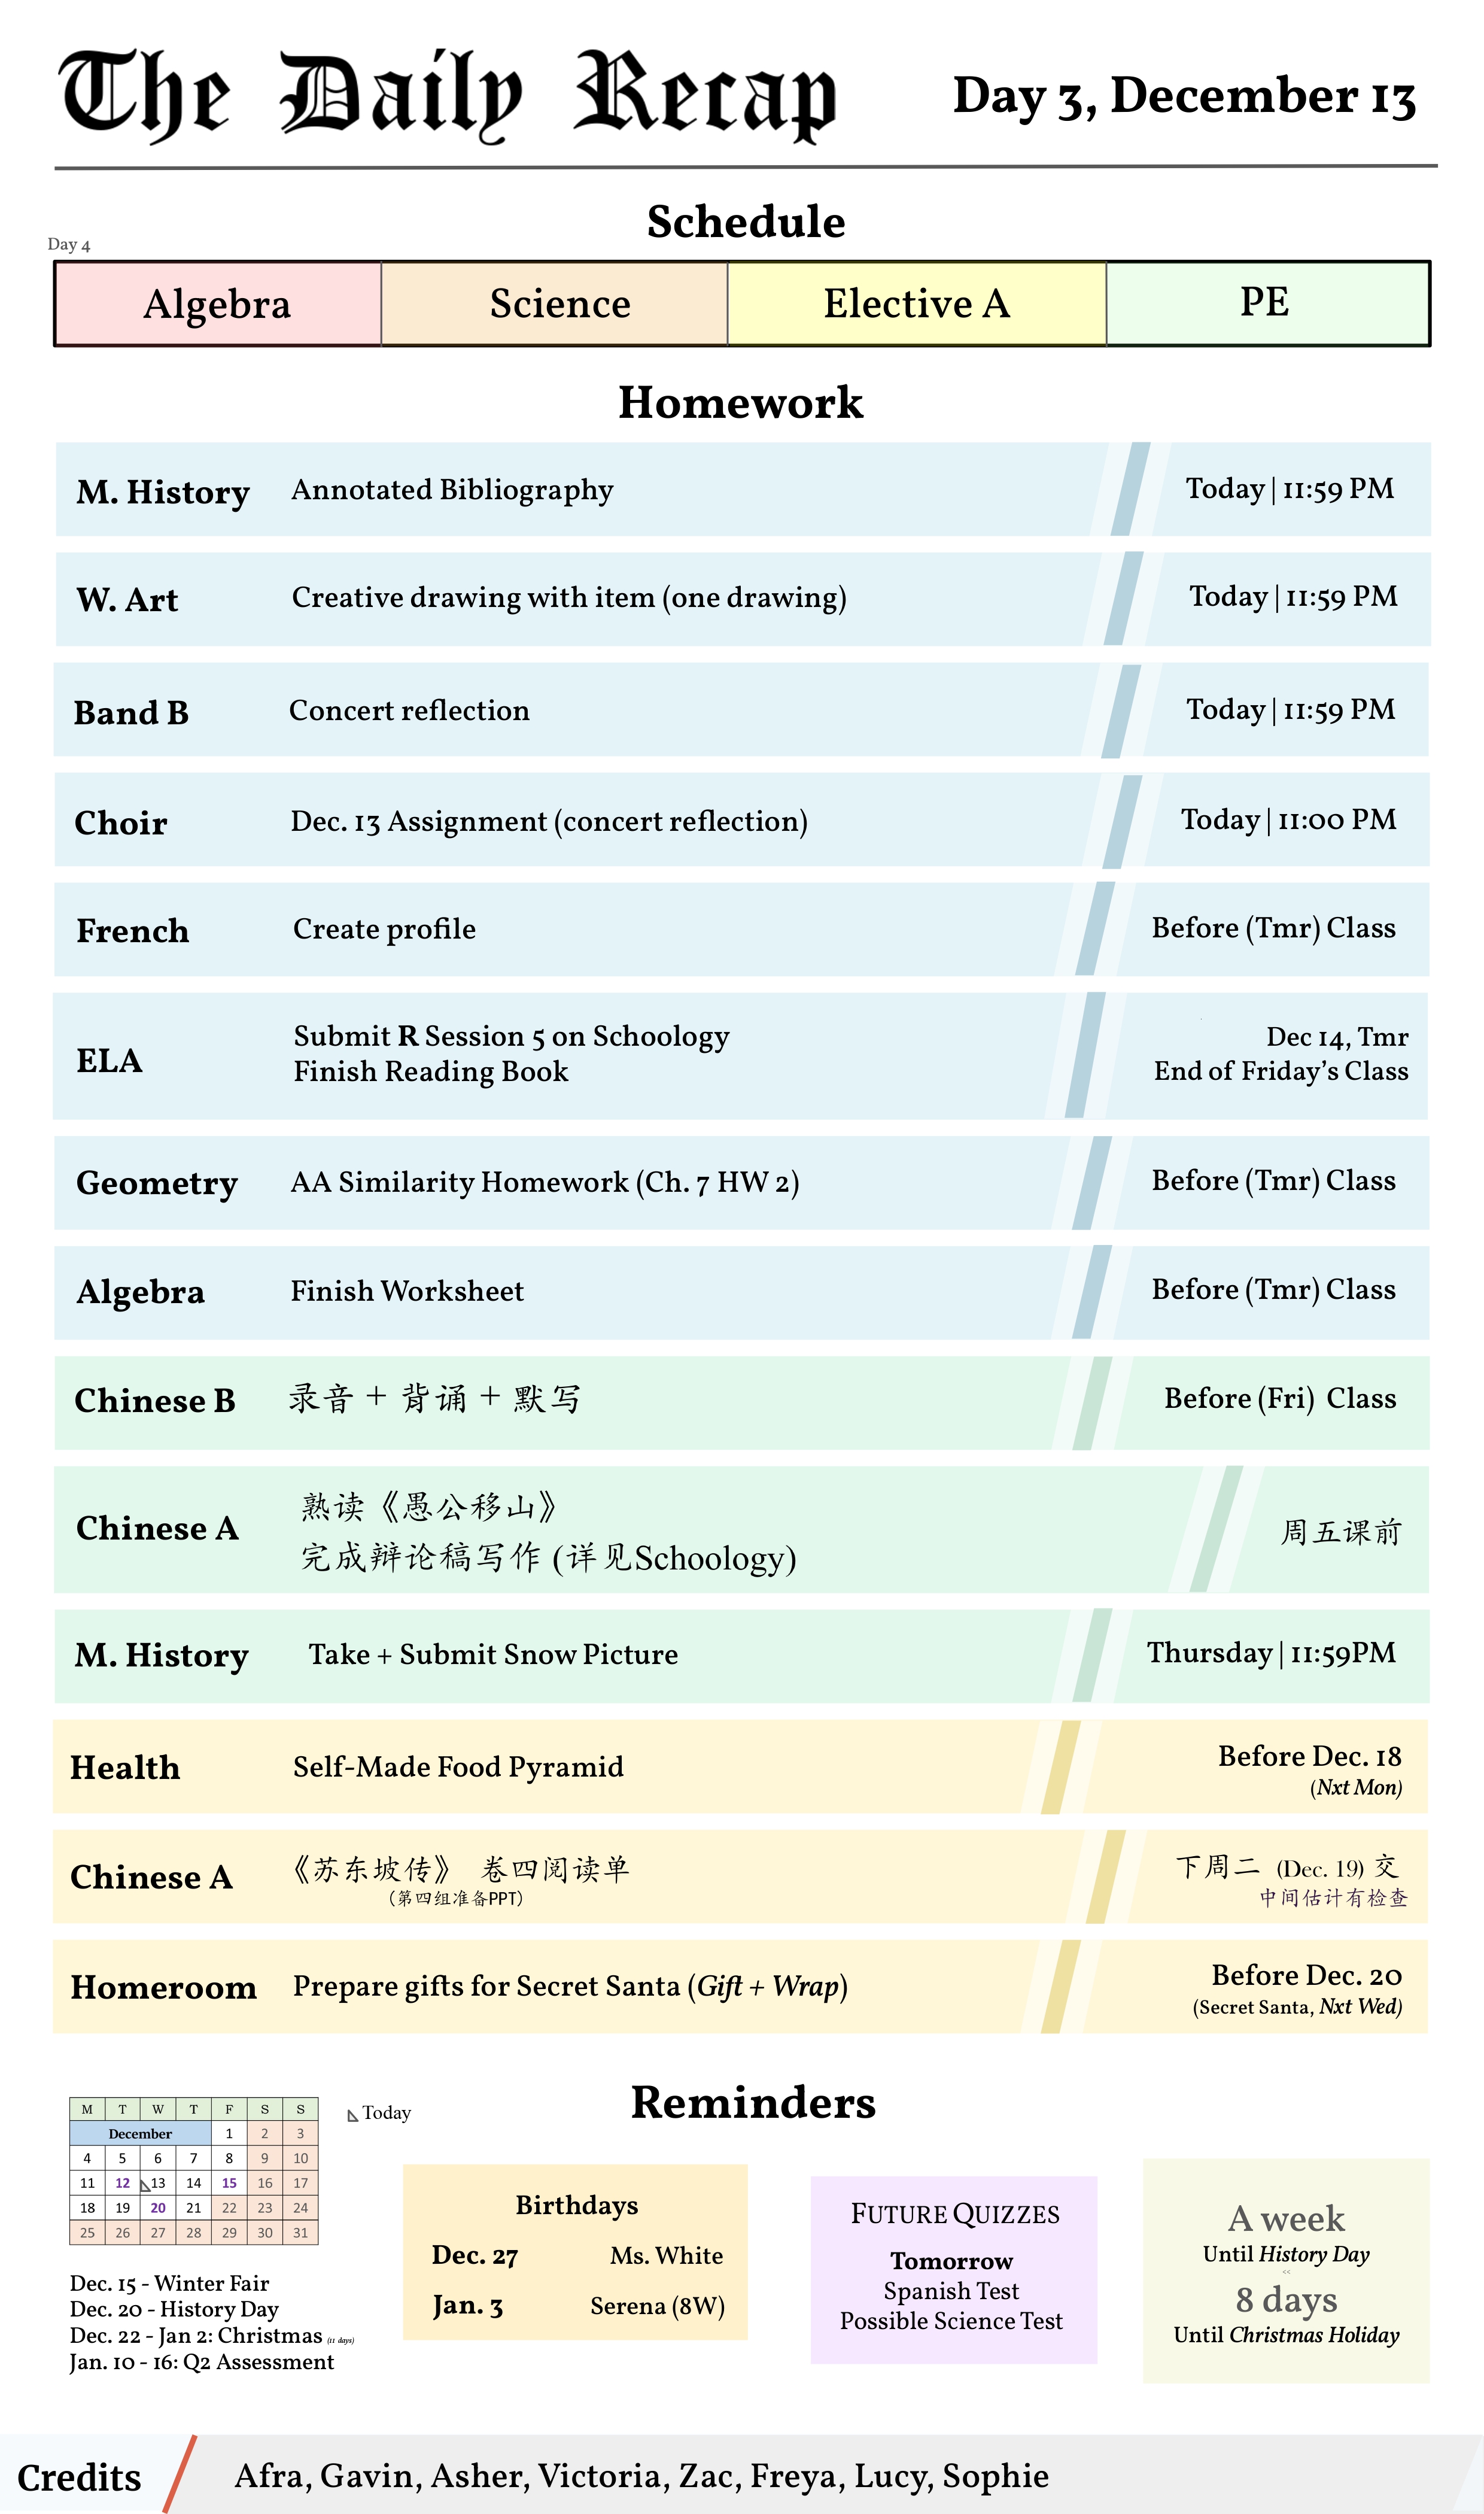 The Daily Recap
Day 3, December 13
Schedule
Day 4
Algebra Science Elective A PE
Homework
M. History Annotated Bibliography Today | 11:59 PM
W. Art Creative drawing with item (one drawing) Today | 11:59 PM
Band B Concert reflection Today | 11:59 PM
Choir Dec. 13 Assignment (concert reflection) Today | 11:00 PM
French Create profile Before (Tmr) Class
ELA
Submit R Session 5 on Schoology Dec 14, Tmr
Finish Reading Book End of Friday's Class
Geometry AA Similarity Homework (Ch. 7 HW 2) Before (Tmr) Class
Algebra Finish Worksheet Before (Tmr) Class
Chinese B 录音 + 背诵 + 默写 Before (Fri) Class
Chinese A
熟读《愚公移山》
完成辩论稿写作 (详见Schoology)
周五课前
M. History Take + Submit Snow Picture Thursday | 11:59PM
Health Self-Made Food Pyramid Before Dec. 18
(Nxt Mon)
Chinese A 《苏东坡传》 卷四阅读单 下周二 (Dec. 19) 交
(第四组准备PPT) 中间估计有检查
Homeroom Prepare gifts for Secret Santa (Gift + Wrap) Before Dec. 20
(Secret Santa, Nxt Wed)
Reminders
M T W T F S S
December 1 2 3
4 5 6 7 8 9 10
11 12 13 14 15 16 17
18 19 20 21 22 23 24
25 26 27 28 29 30 31
Today
Dec. 15 - Winter Fair
Dec. 20 - History Day
Dec. 22 - Jan 2: Christmas (11 days)
Jan. 10 - 16: Q2 Assessment
Birthdays
Dec. 27 Ms. White
Jan. 3 Serena (8W)
FUTURE QUIZZES
Tomorrow
Spanish Test
Possible Science Test
A week
Until History Day
<<
8 days
Until Christmas Holiday
Credits Afra, Gavin, Asher, Victoria, Zac, Freya, Lucy, Sophie